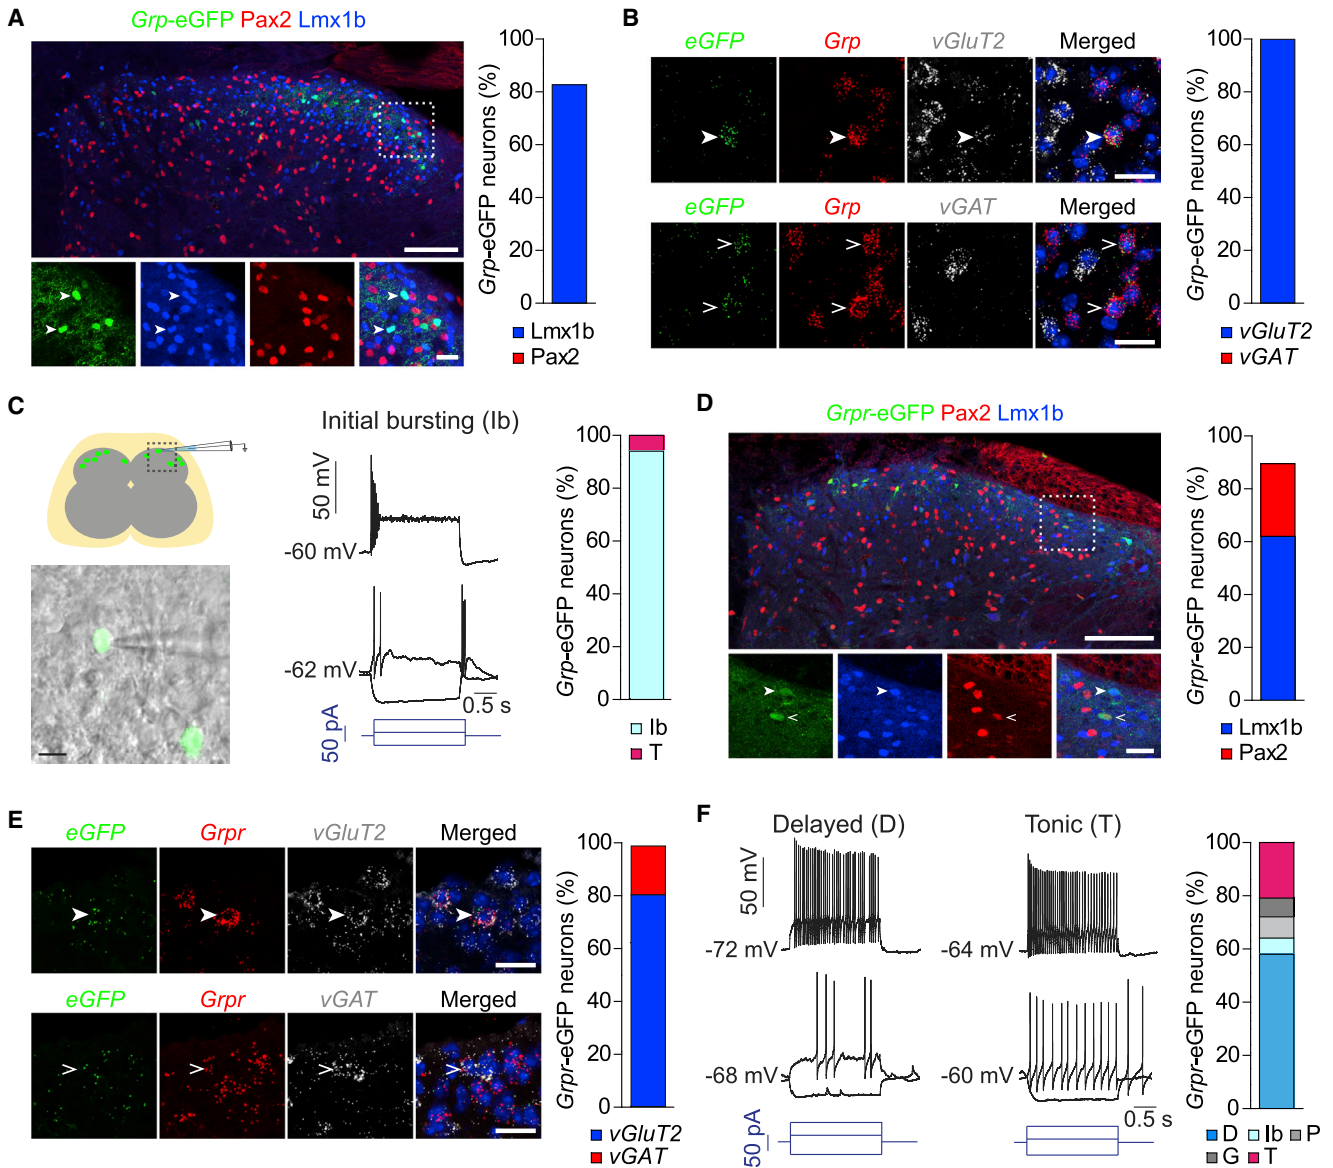 A
Grp-eGFP Pax2 Lmx1b
Grp-eGFP neurons (%)
100
80
60
40
20
0
Lmx1b
Pax2
B
eGFP Grp vGluT2 Merged
eGFP Grp vGAT Merged
Grp-eGFP neurons (%)
100
80
60
40
20
0
vGluT2
vGAT
C
Initial bursting (Ib)
50 mV
-60 mV
-62 mV
0.5 s
50 pA
Grp-eGFP neurons (%)
100
80
60
40
20
0
Ib
T
D
Grpr-eGFP Pax2 Lmx1b
Grpr-eGFP neurons (%)
100
80
60
40
20
0
Lmx1b
Pax2
E
eGFP Grpr vGluT2 Merged
eGFP Grpr vGAT Merged
Grpr-eGFP neurons (%)
100
80
60
40
20
0
vGluT2
vGAT
F
Delayed (D) Tonic (T)
50 mV
-72 mV -64 mV
-68 mV -60 mV
0.5 s
50 pA
Grpr-eGFP neurons (%)
100
80
60
40
20
0
D Ib P
G T